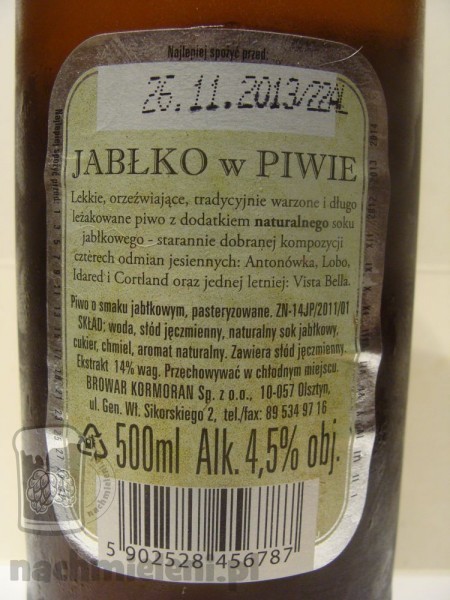 Najlepiej spożyć przed:
26.11.2013/22AL
JABŁKO w PIWIE
Lekkie, orzeźwiające, tradycyjnie warzone i długo
leżakowane piwo z dodatkiem naturalnego soku
jabłkowego - starannie dobranej kompozycji
czterech odmian jesiennych: Antonówka, Lobo,
Idared i Cortland oraz jednej letniej: Vista Bella.
Piwo o smaku jabłkowym, pasteryzowane. ZN-14JP/2011/01
SKŁAD: woda, słód jęczmienny, naturalny sok jabłkowy,
cukier, chmiel, aromat naturalny. Zawiera słód jęczmienny.
Ekstrakt 14% wag. Przechowywać w chłodnym miejscu.
BROWAR KORMORAN Sp. z o.o., 10-057 Olsztyn,
ul. Gen. Wł. Sikorskiego 2, tel./fax: 89 534 97 16
500ml Alk. 4,5% obj.
5 902528 456787
nachmieleni.pl